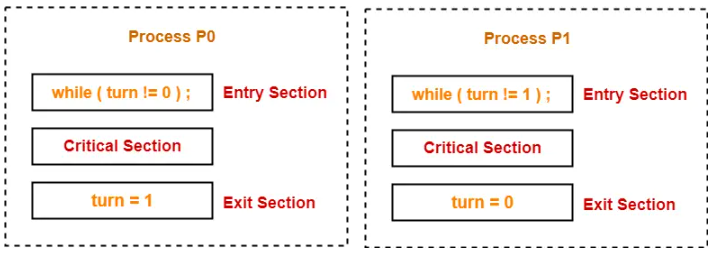 Process P0
while ( turn != 0 ) ; Entry Section
Critical Section
turn = 1 Exit Section
Process P1
while ( turn != 1 ) ; Entry Section
Critical Section
turn = 0 Exit Section